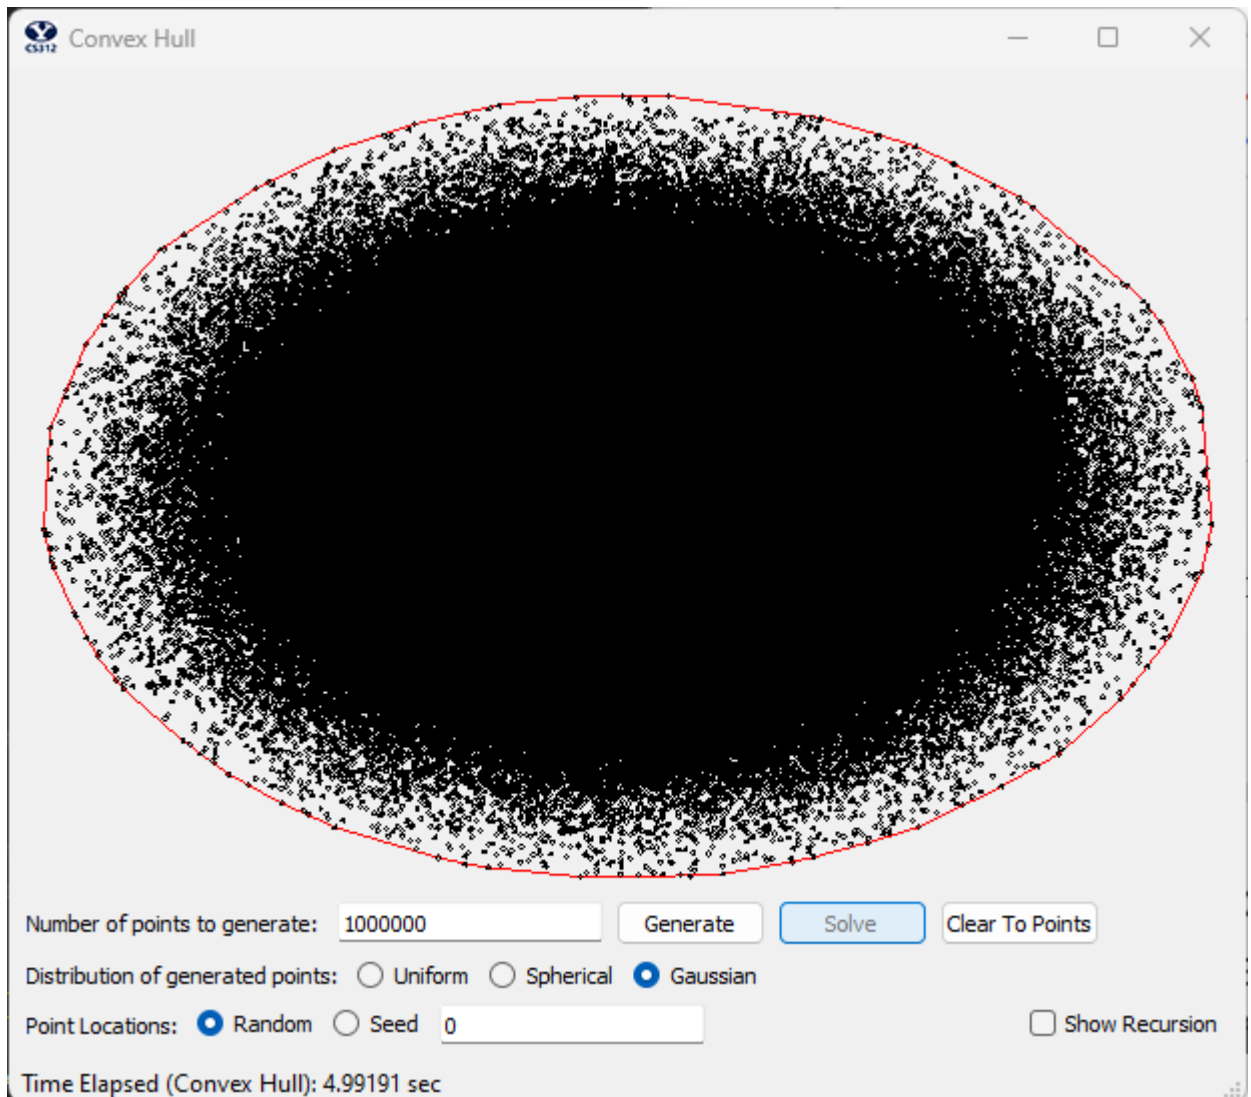 CS312 Convex Hull
Number of points to generate: 1000000 Generate Solve Clear To Points
Distribution of generated points: Uniform Spherical Gaussian
Point Locations: Random Seed 0 Show Recursion
Time Elapsed (Convex Hull): 4.99191 sec